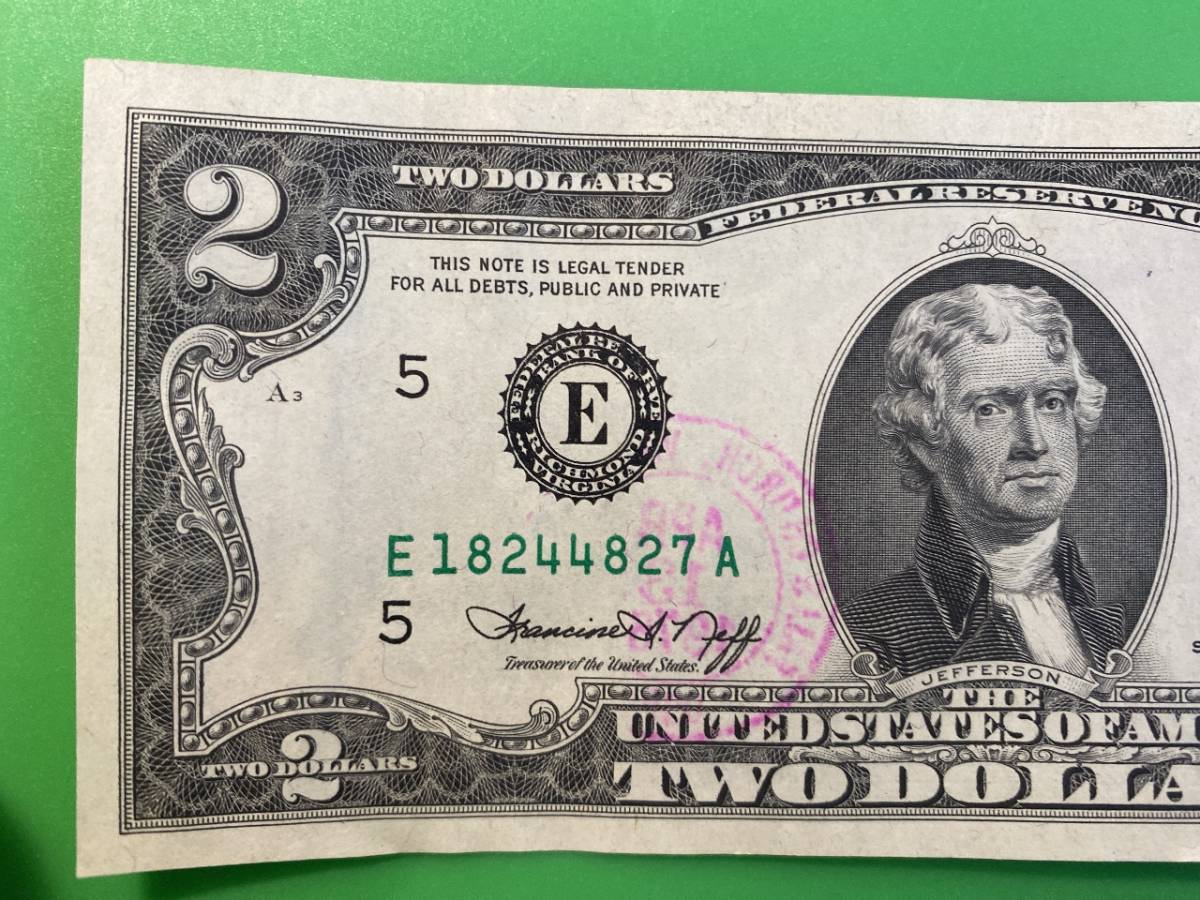 2 TWO DOLLARS
FEDERAL RESERVE NO
THIS NOTE IS LEGAL TENDER
FOR ALL DEBTS, PUBLIC AND PRIVATE
A3
5
FEDERAL RESERVE
BANK OF
E
RICHMOND
VIRGINIA
E 18244827 A
APR
5
Francine I. Neff
Treasurer of the United States.
JEFFERSON
THE
UNITED STATES OF AM
TWO DOLLA
2
TWO DOLLARS